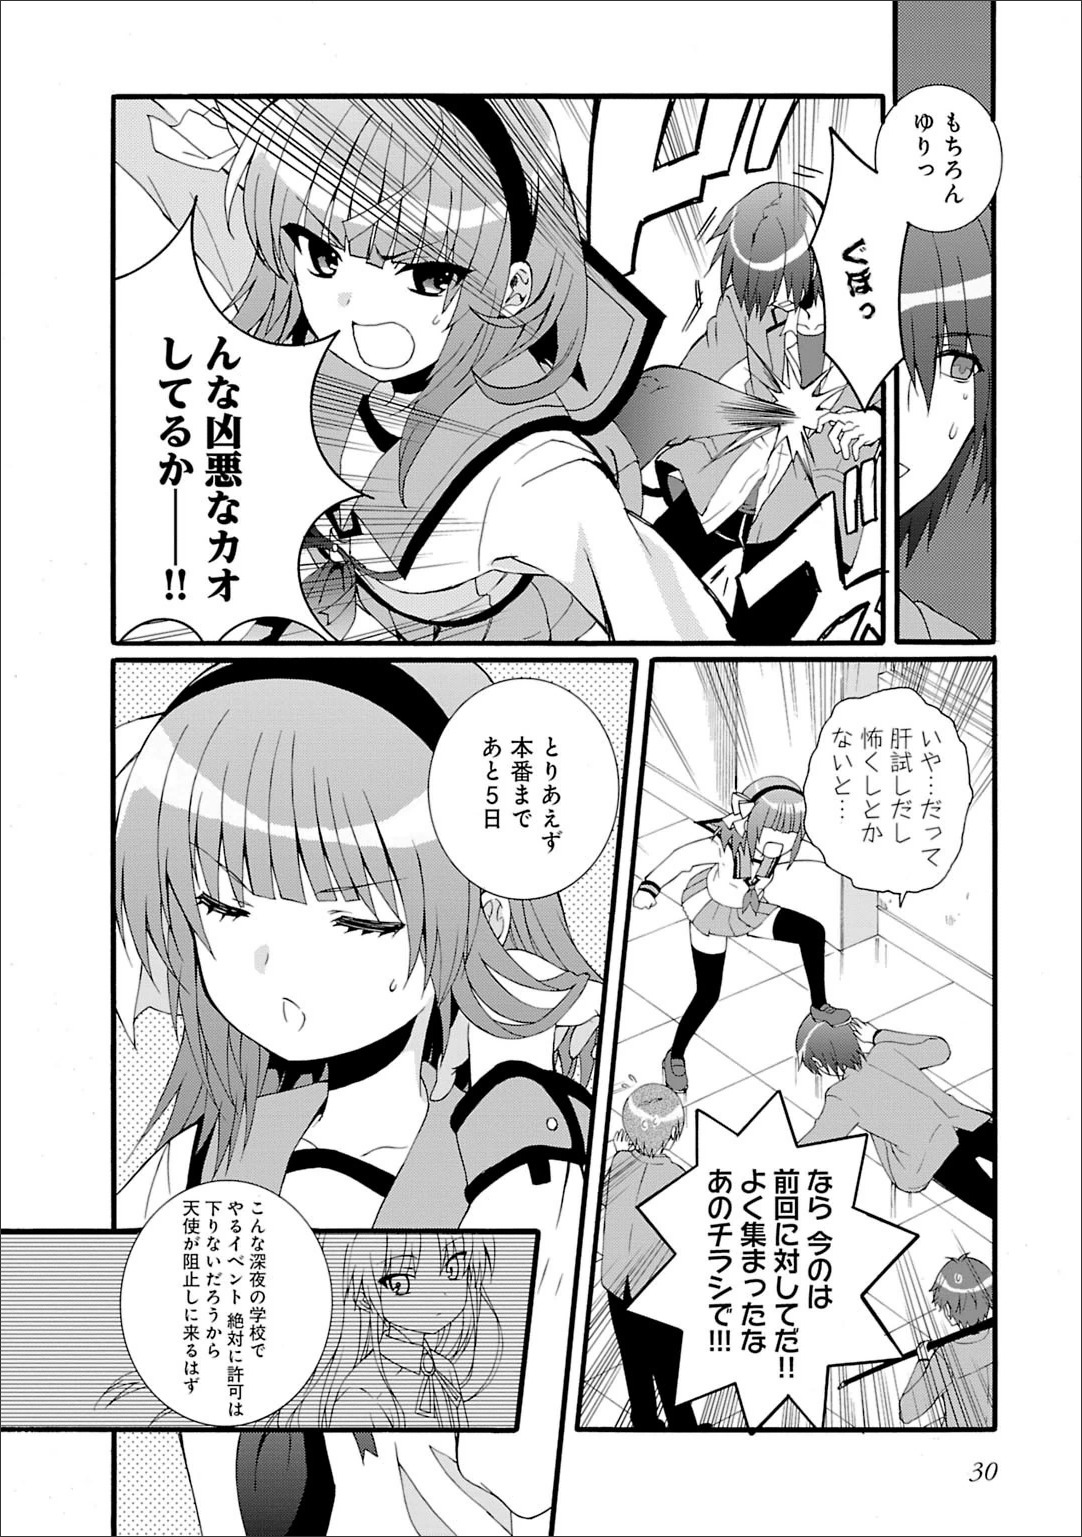 もちろん
ゆりっ
ぐほっ
んな凶悪なカオ
してるか――!!
いや…だって
肝試しだし
怖くしとか
ないと…
なら 今のは
前回に対してだ!!
よく集まったな
あのチラシで!!!
とりあえず
本番まで
あと5日
こんな深夜の学校で
やるイベント 絶対に許可は
下りないだろうから
天使が阻止しに来るはず
30